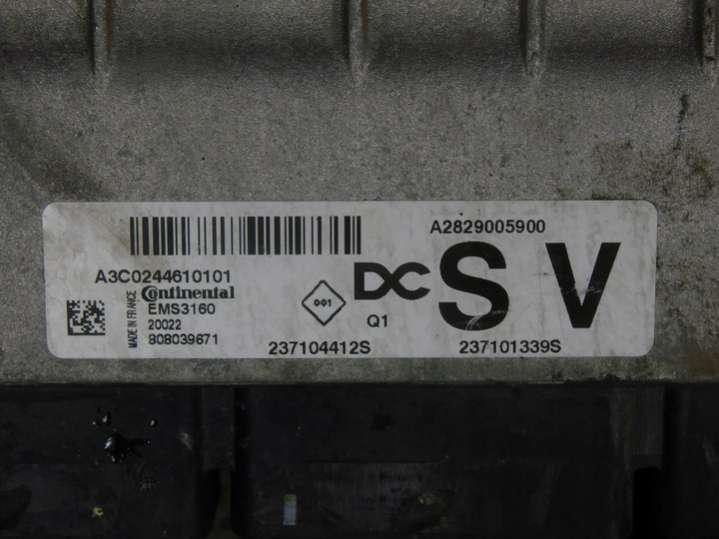 A2829005900
A3C0244610101
Continental
EMS3160
20022
808039671
MADE IN FRANCE
001
DC
Q1
S V
237104412S
237101339S